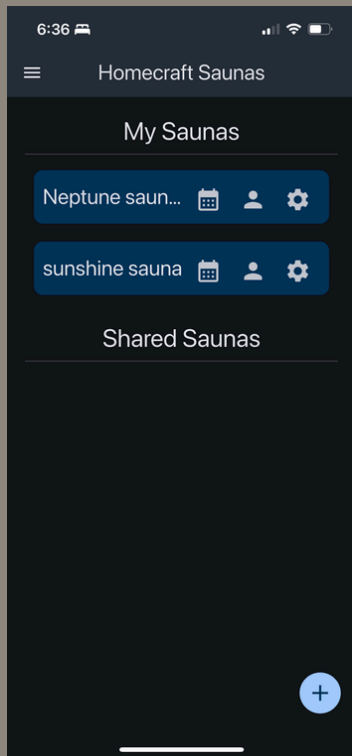 6:36
Homecraft Saunas
My Saunas
Neptune saun...
sunshine sauna
Shared Saunas
+